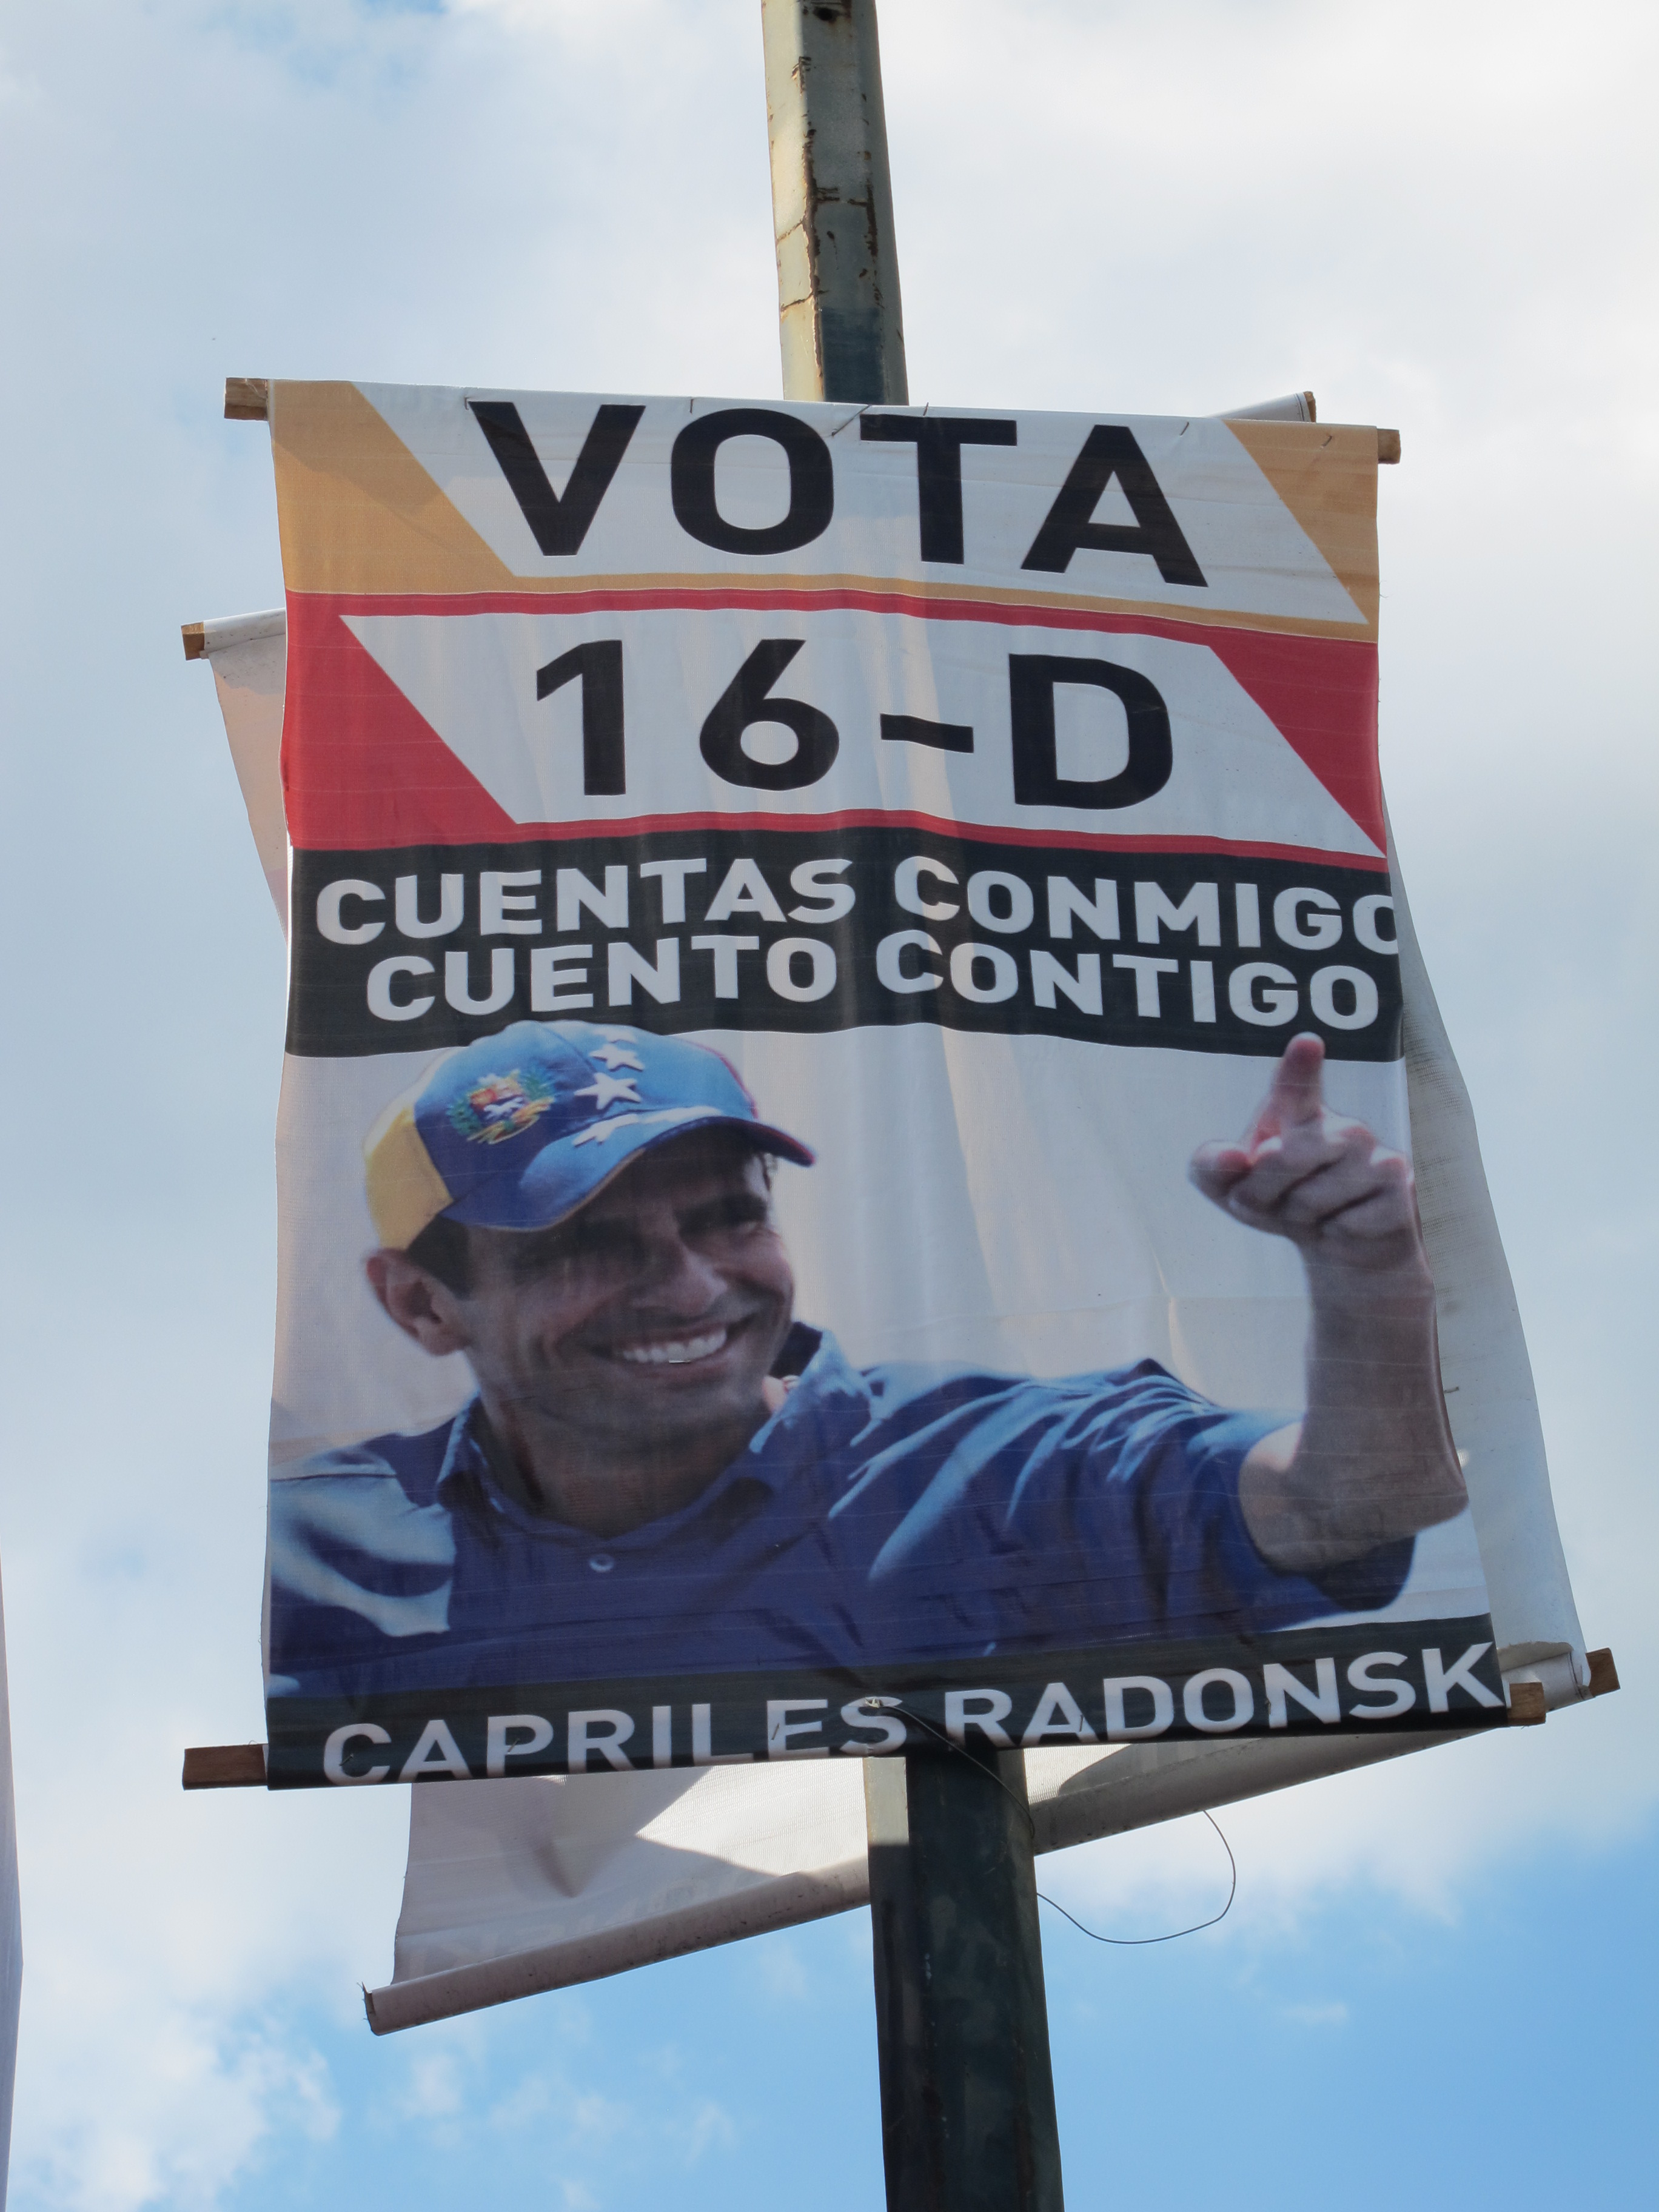 VOTA
16-D
CUENTAS CONMIGO
CUENTO CONTIGO
CAPRILES RADONSK